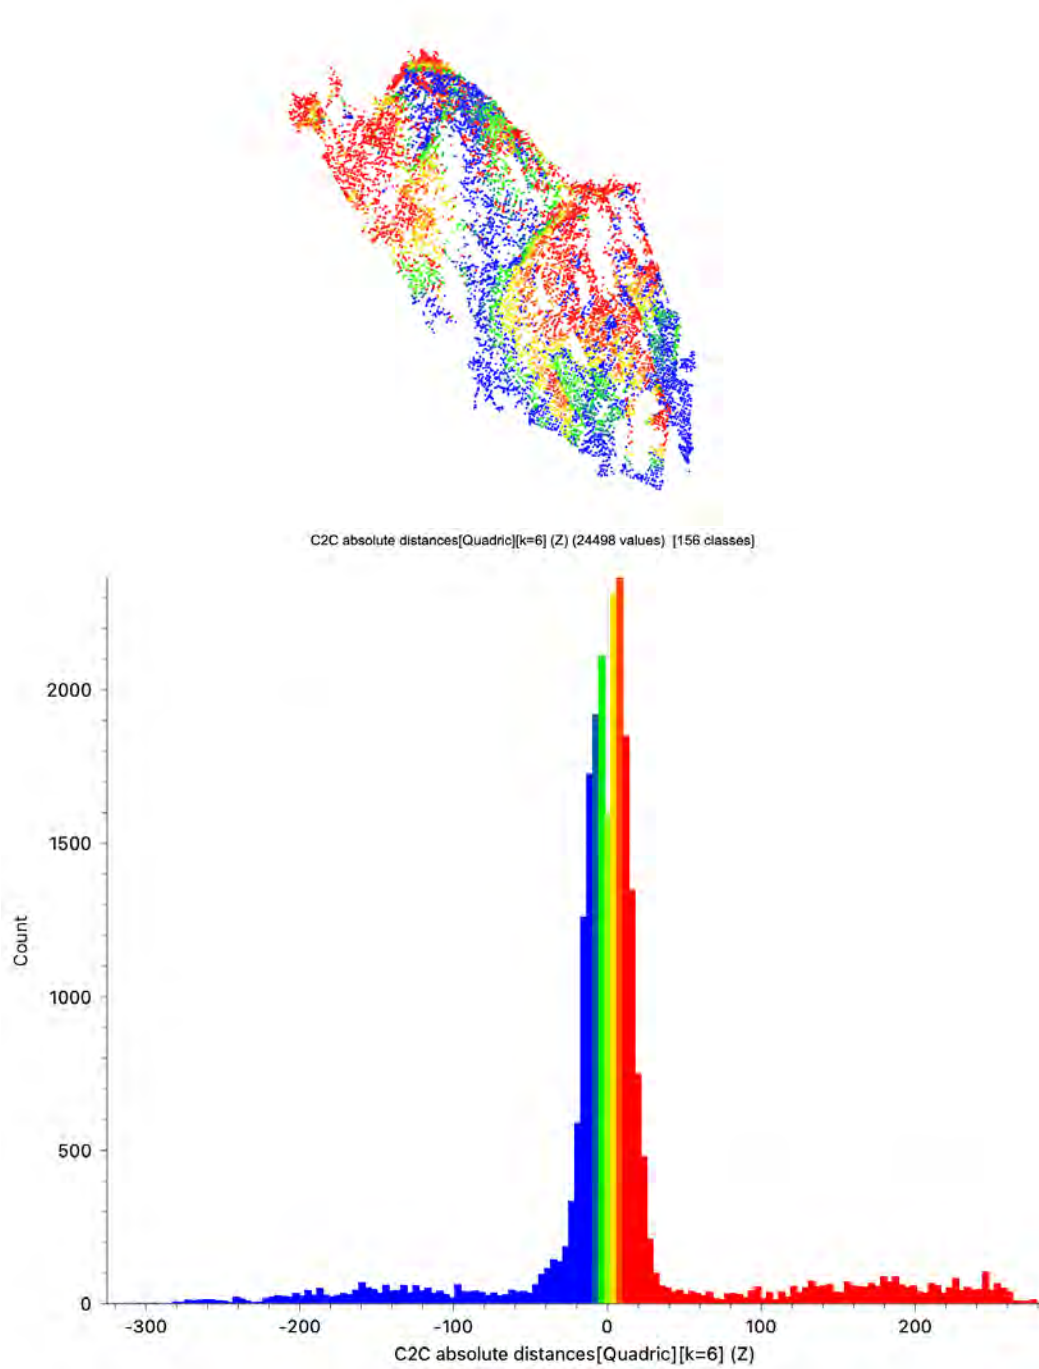 C2C absolute distances[Quadric][k=6] (Z) (24498 values) [156 classes]
2000
1500
1000
500
0
Count
-300 -200 -100 0 100 200
C2C absolute distances[Quadric][k=6] (Z)